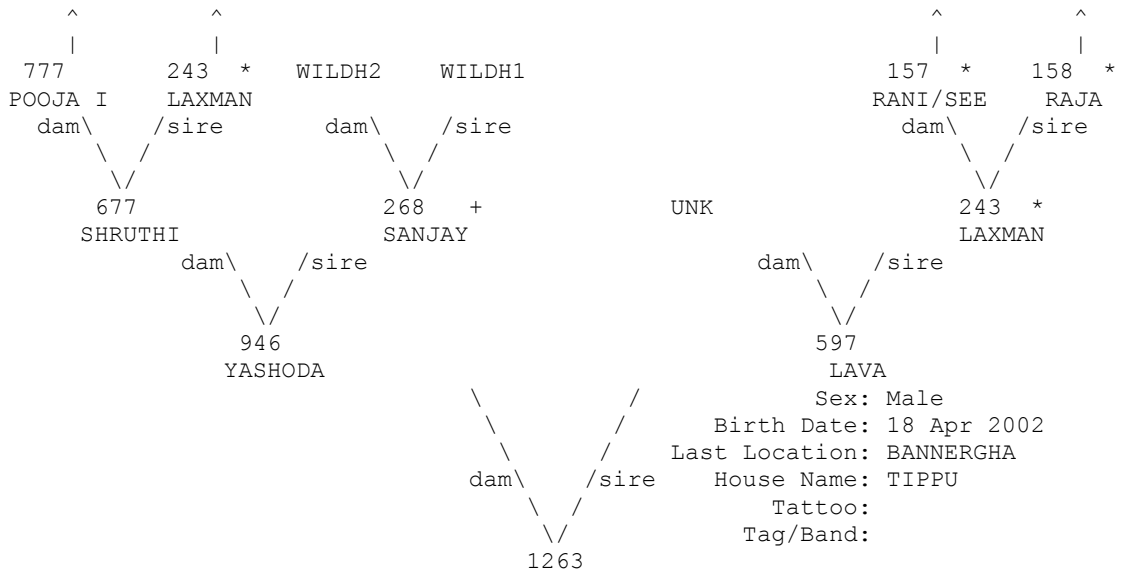 ^ ^ ^ ^
| | | |
777 243 * WILDH2 WILDH1 157 * 158 *
POOJA I LAXMAN RANI/SEE RAJA
dam\ /sire dam\ /sire dam\ /sire
\ / \ / \ /
\/ \/ \/
677 268 + UNK 243 *
SHRUTHI SANJAY LAXMAN
dam\ /sire dam\ /sire
\ / \ /
\/ \/
946 597
YASHODA LAVA
\ / Sex: Male
\ / Birth Date: 18 Apr 2002
\ / Last Location: BANNERGHA
dam\ /sire House Name: TIPPU
\ / Tattoo:
\/ Tag/Band:
1263